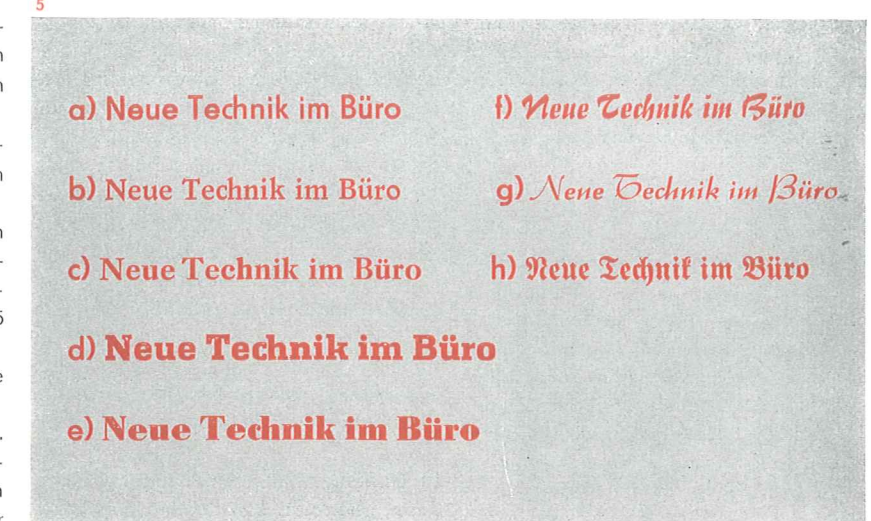 5
a) Neue Technik im Büro
b) Neue Technik im Büro
c) Neue Technik im Büro
d) Neue Technik im Büro
e) Neue Technik im Büro
f) Neue Technik im Büro
g) Neue Technik im Büro
h) Neue Technik im Büro